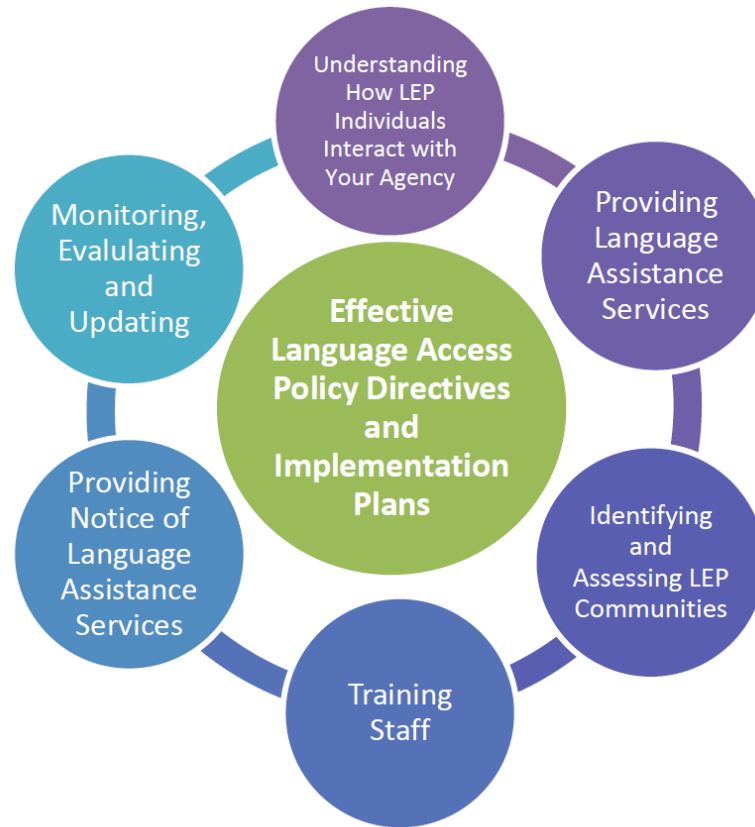 Understanding
How LEP
Individuals
Interact with
Your Agency
Providing
Language
Assistance
Services
Identifying
and
Assessing LEP
Communities
Training
Staff
Providing
Notice of
Language
Assistance
Services
Monitoring,
Evalulating
and
Updating
Effective
Language Access
Policy Directives
and
Implementation
Plans